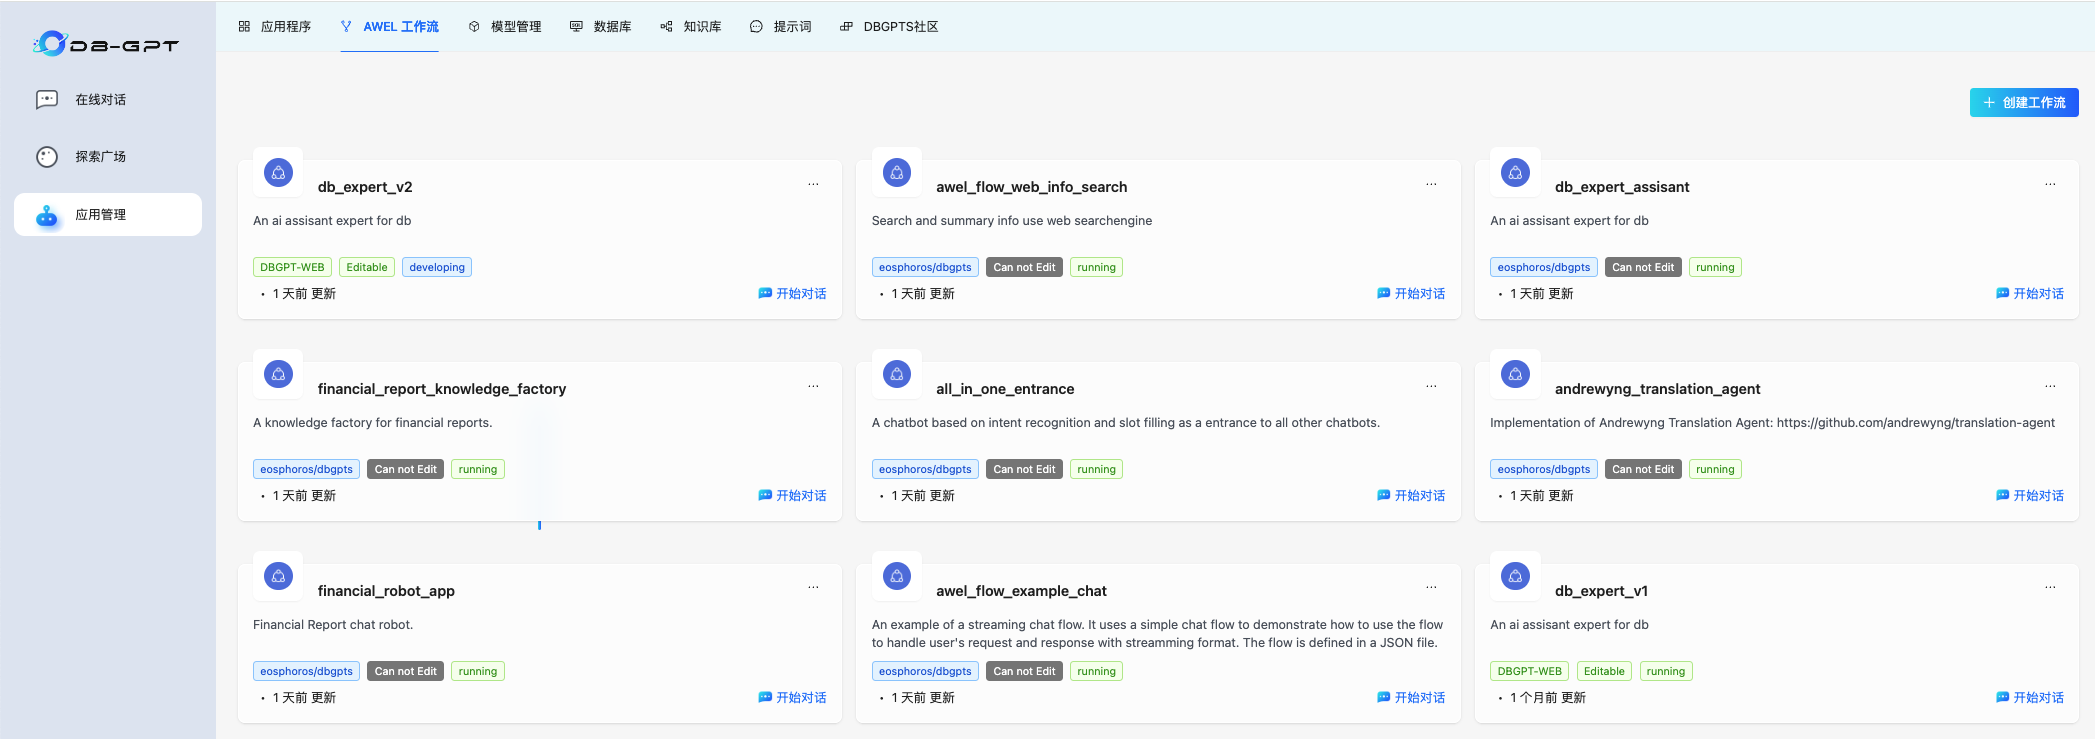 DB-GPT
在线对话
探索广场
应用管理
应用程序
AWEL 工作流
模型管理
数据库
知识库
提示词
DBGPTS社区
创建工作流
db_expert_v2
...
An ai assisant expert for db
DBGPT-WEB Editable developing
• 1 天前 更新
开始对话
awel_flow_web_info_search
...
Search and summary info use web searchengine
eosphoros/dbgpts Can not Edit running
• 1 天前 更新
开始对话
db_expert_assisant
...
An ai assisant expert for db
eosphoros/dbgpts Can not Edit running
• 1 天前 更新
开始对话
financial_report_knowledge_factory
...
A knowledge factory for financial reports.
eosphoros/dbgpts Can not Edit running
• 1 天前 更新
开始对话
all_in_one_entrance
...
A chatbot based on intent recognition and slot filling as a entrance to all other chatbots.
eosphoros/dbgpts Can not Edit running
• 1 天前 更新
开始对话
andrewyng_translation_agent
...
Implementation of Andrewyng Translation Agent: https://github.com/andrewyng/translation-agent
eosphoros/dbgpts Can not Edit running
• 1 天前 更新
开始对话
financial_robot_app
...
Financial Report chat robot.
eosphoros/dbgpts Can not Edit running
• 1 天前 更新
开始对话
awel_flow_example_chat
...
An example of a streaming chat flow. It uses a simple chat flow to demonstrate how to use the flow
to handle user's request and response with streamming format. The flow is defined in a JSON file.
eosphoros/dbgpts Can not Edit running
• 1 天前 更新
开始对话
db_expert_v1
...
An ai assisant expert for db
DBGPT-WEB Editable running
• 1 个月前 更新
开始对话